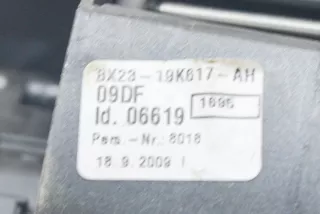 8X23-19K617-AH
09DF
Id. 06619 1695
Pers.-Nr.: 8018
18.9.2009 I